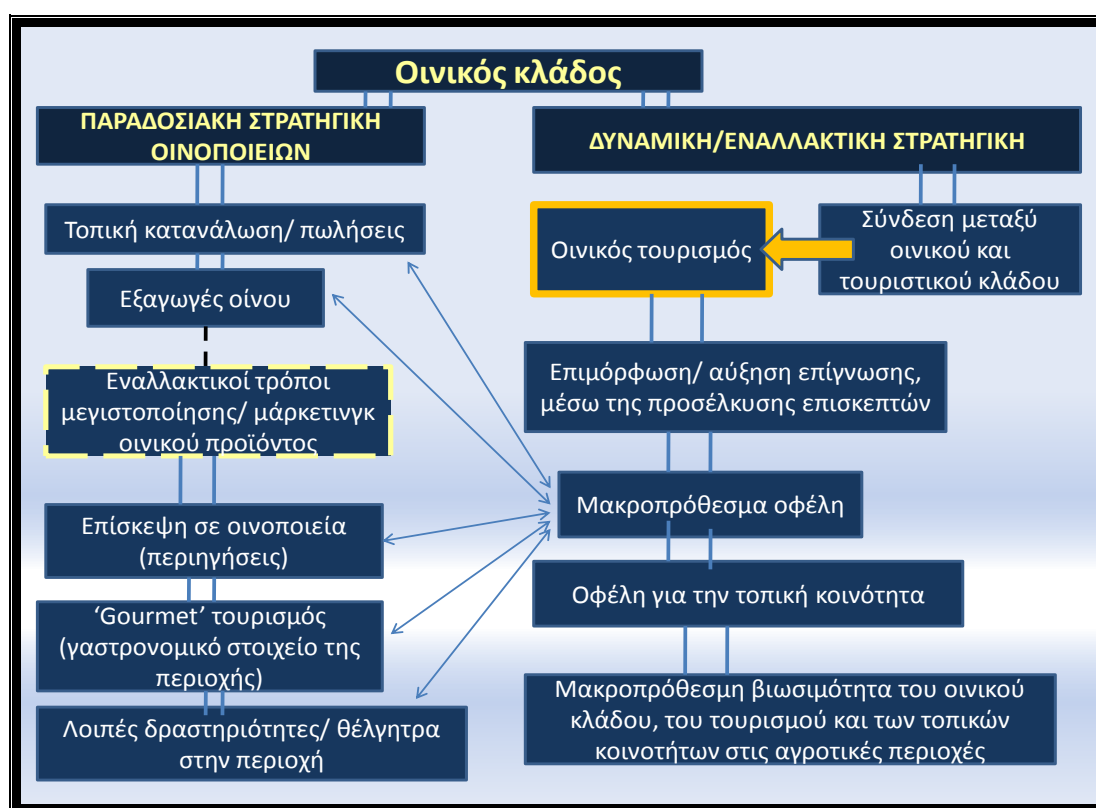 Οινικός κλάδος
ΠΑΡΑΔΟΣΙΑΚΗ ΣΤΡΑΤΗΓΙΚΗ
ΟΙΝΟΠΟΙΕΙΩΝ
Τοπική κατανάλωση/ πωλήσεις
Εξαγωγές οίνου
Εναλλακτικοί τρόποι
μεγιστοποίησης/ μάρκετινγκ
οινικού προϊόντος
Επίσκεψη σε οινοποιεία
(περιηγήσεις)
‘Gourmet’ τουρισμός
(γαστρονομικό στοιχείο της
περιοχής)
Λοιπές δραστηριότητες/ θέλγητρα
στην περιοχή
ΔΥΝΑΜΙΚΗ/ΕΝΑΛΛΑΚΤΙΚΗ ΣΤΡΑΤΗΓΙΚΗ
Σύνδεση μεταξύ
οινικού και
τουριστικού κλάδου
Οινικός τουρισμός
Επιμόρφωση/ αύξηση επίγνωσης,
μέσω της προσέλκυσης επισκεπτών
Μακροπρόθεσμα οφέλη
Οφέλη για την τοπική κοινότητα
Μακροπρόθεσμη βιωσιμότητα του οινικού
κλάδου, του τουρισμού και των τοπικών
κοινοτήτων στις αγροτικές περιοχές